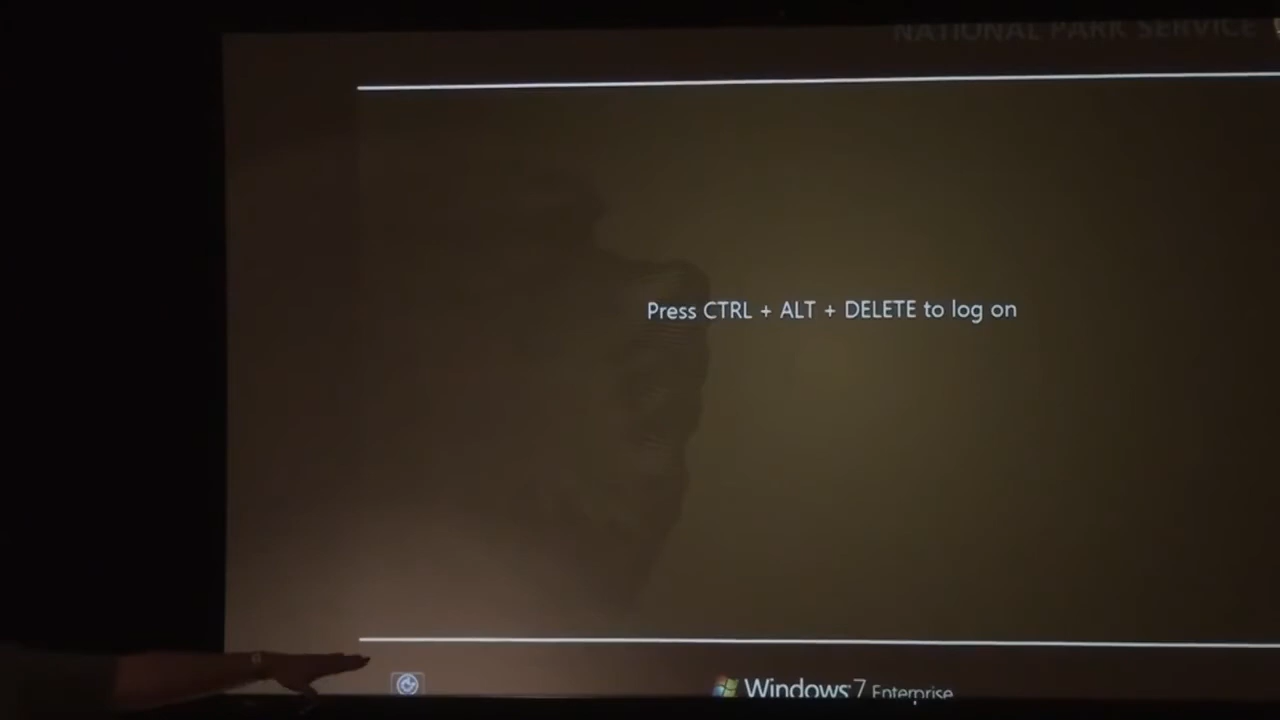 NATIONAL PARK SERVICE
Press CTRL + ALT + DELETE to log on
Windows 7 Enterprise